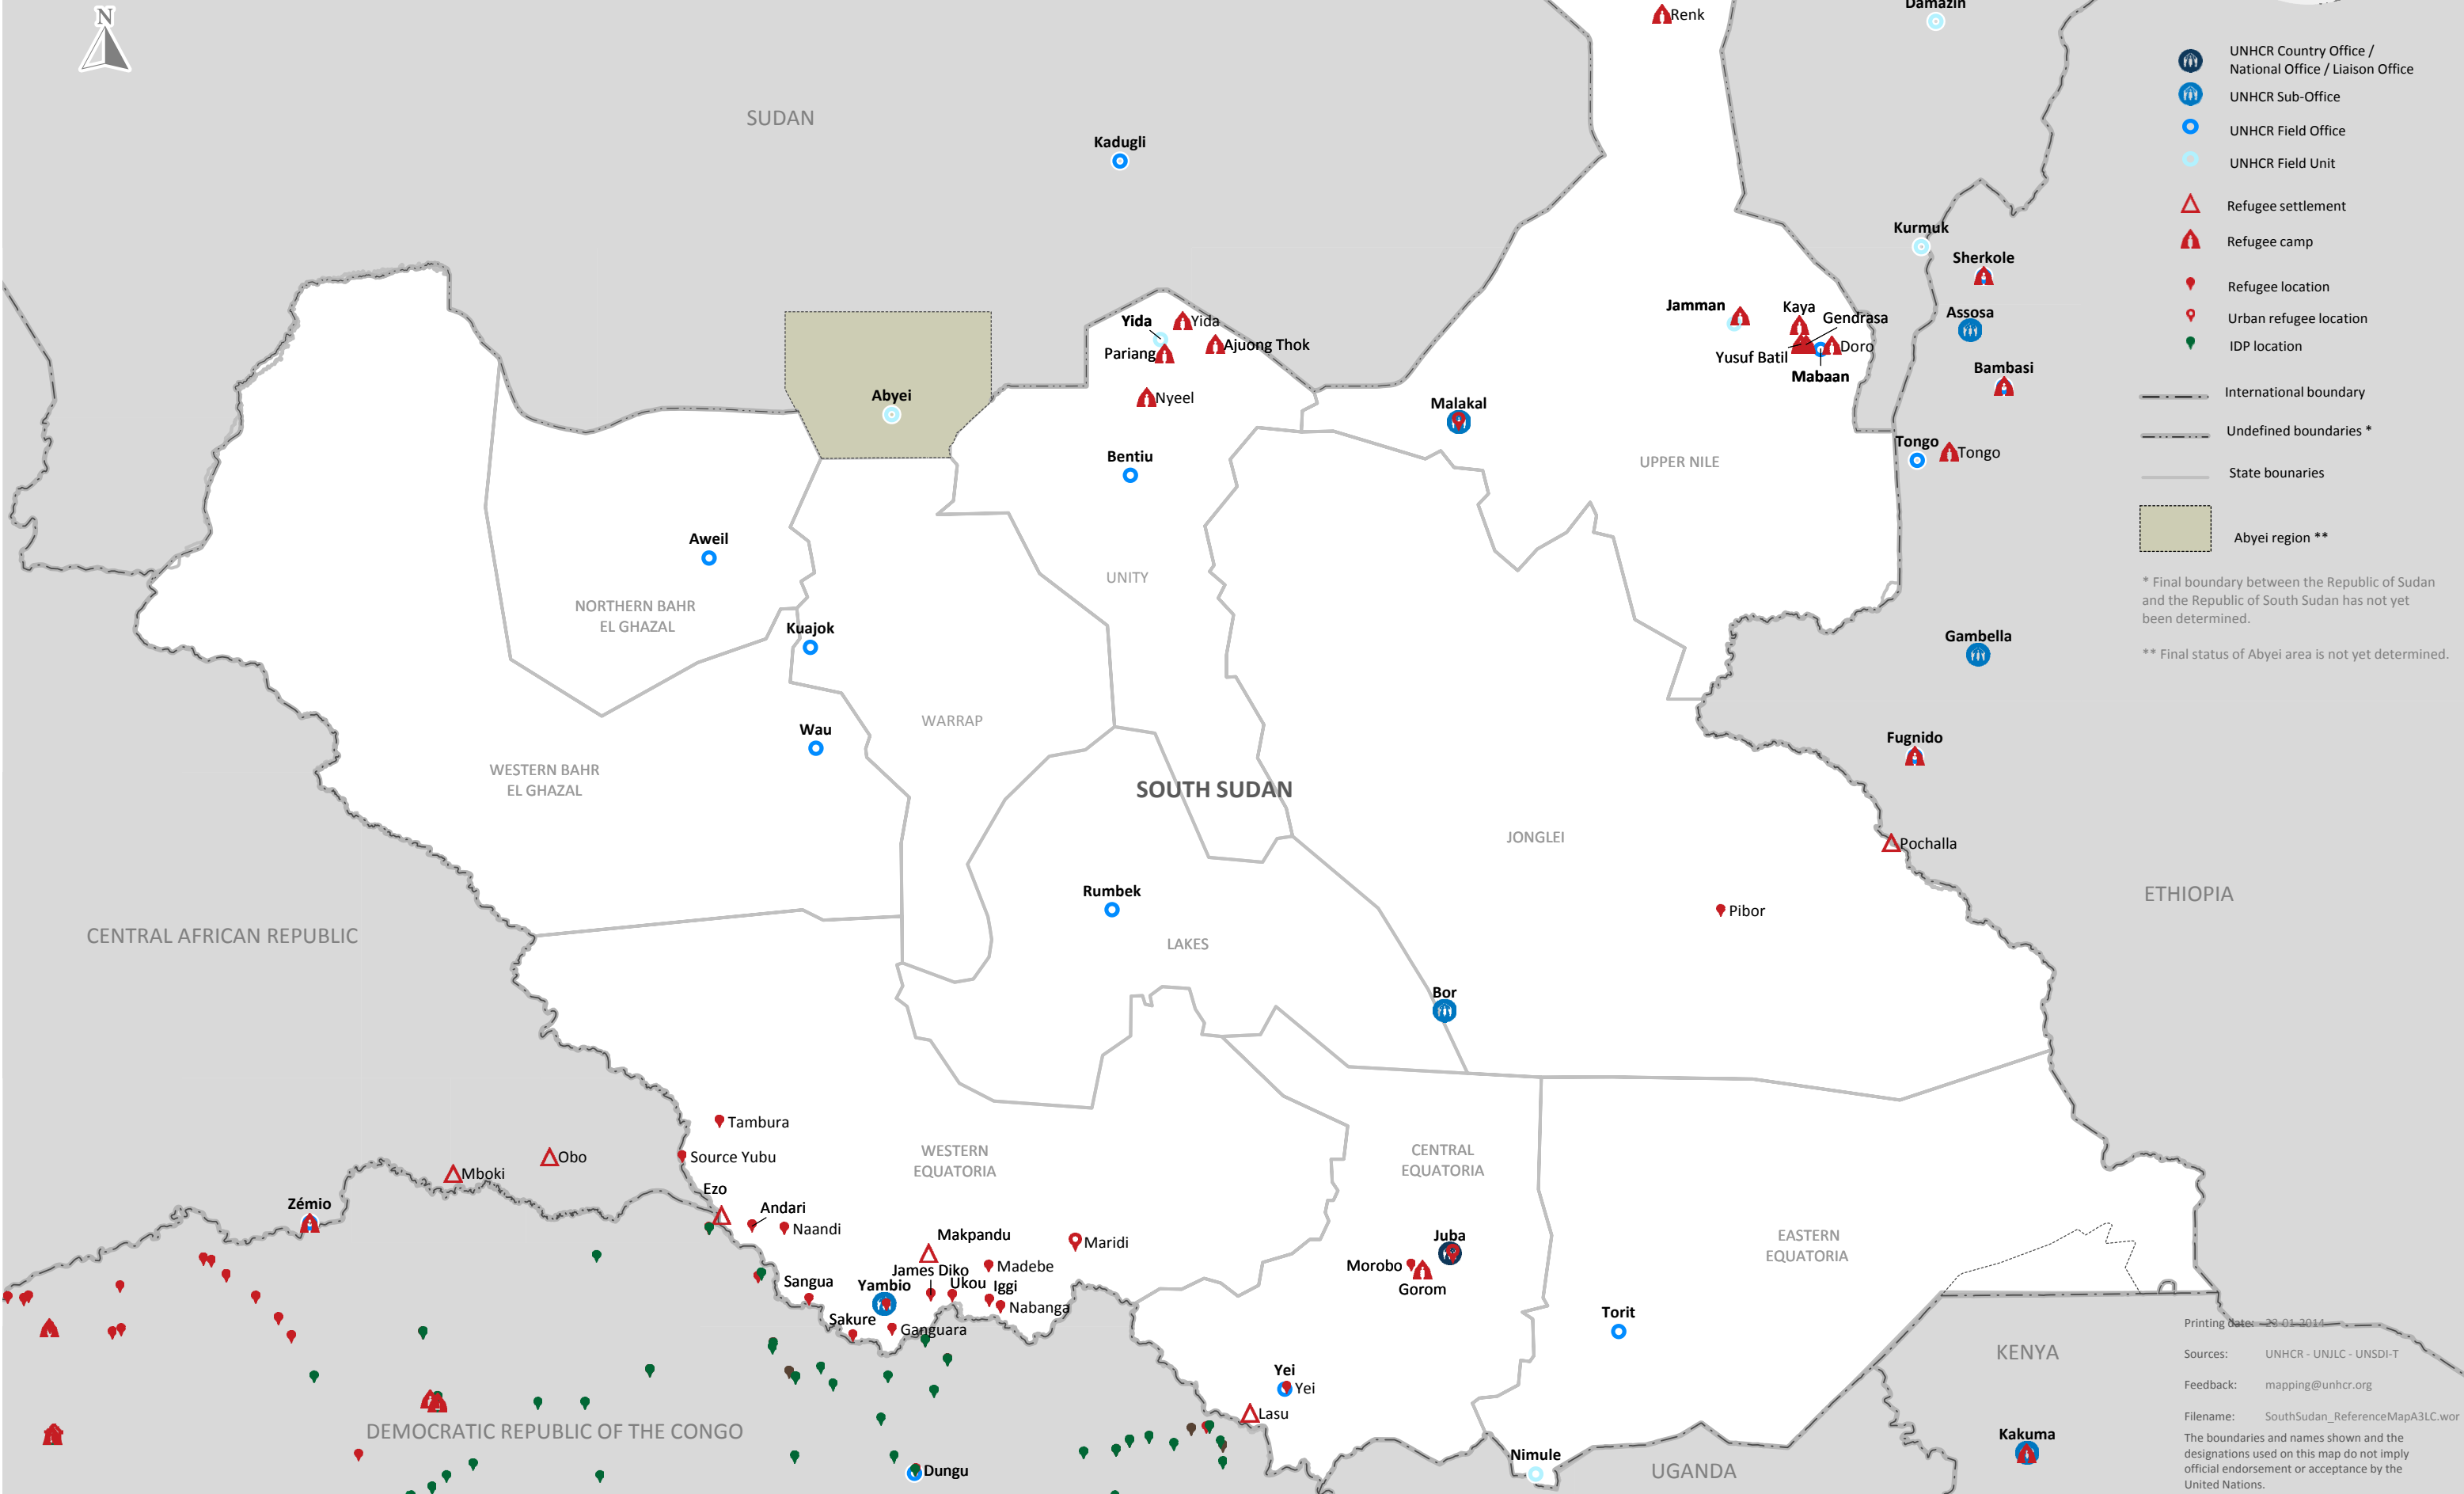 N
Renk
Damazin
SUDAN
Kadugli
UNHCR Country Office /
National Office / Liaison Office
UNHCR Sub-Office
UNHCR Field Office
UNHCR Field Unit
Refugee settlement
Refugee camp
Refugee location
Urban refugee location
IDP location
International boundary
Undefined boundaries *
State bounaries
Abyei region **
* Final boundary between the Republic of Sudan
and the Republic of South Sudan has not yet
been determined.
** Final status of Abyei area is not yet determined.
Kurmuk
Sherkole
Assosa
Bambasi
Tongo
Tongo
Jamman
Kaya
Gendrasa
Yusuf Batil
Doro
Mabaan
Yida
Yida
Pariang
Ajuong Thok
Nyeel
Abyei
Malakal
Bentiu
UPPER NILE
Aweil
UNITY
NORTHERN BAHR
EL GHAZAL
Kuajok
Gambella
WARRAP
Wau
Fugnido
WESTERN BAHR
EL GHAZAL
SOUTH SUDAN
JONGLEI
Pochalla
Rumbek
ETHIOPIA
Pibor
CENTRAL AFRICAN REPUBLIC
LAKES
Bor
Tambura
Source Yubu
Obo
Mboki
WESTERN
EQUATORIA
CENTRAL
EQUATORIA
Ezo
Zémio
Andari
Naandi
Makpandu
Maridi
Juba
EASTERN
EQUATORIA
Madebe
Morobo
Gorom
James Diko
Sangua
Yambio
Ukou
Iggi
Nabanga
Sakure
Ganguara
Torit
Yei
Yei
Lasu
DEMOCRATIC REPUBLIC OF THE CONGO
Dungu
Nimule
UGANDA
KENYA
Kakuma
Printing date: 23-01-2014
Sources: UNHCR - UNJLC - UNSDI-T
Feedback: mapping@unhcr.org
Filename: SouthSudan_ReferenceMapA3LC.wor
The boundaries and names shown and the
designations used on this map do not imply
official endorsement or acceptance by the
United Nations.